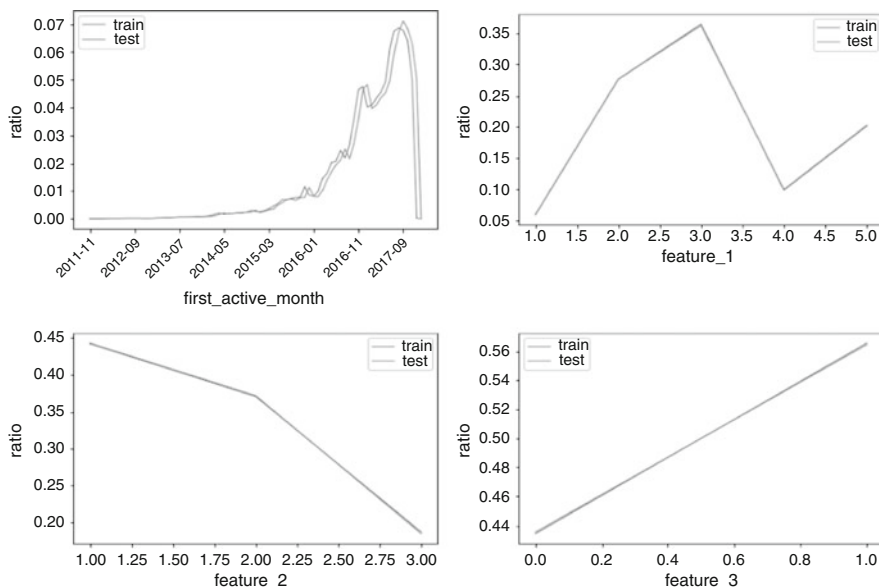 train
test
0.07
0.06
0.05
0.04
0.03
0.02
0.01
0.00
ratio
2011-11
2012-09
2013-07
2014-05
2015-03
2016-01
2016-11
2017-09
first_active_month
train
test
0.35
0.30
0.25
0.20
0.15
0.10
0.05
ratio
1.0 1.5 2.0 2.5 3.0 3.5 4.0 4.5 5.0
feature_1
train
test
0.45
0.40
0.35
0.30
0.25
0.20
ratio
1.00 1.25 1.50 1.75 2.00 2.25 2.50 2.75 3.00
feature_2
train
test
0.56
0.54
0.52
0.50
0.48
0.46
0.44
ratio
0.0 0.2 0.4 0.6 0.8 1.0
feature_3